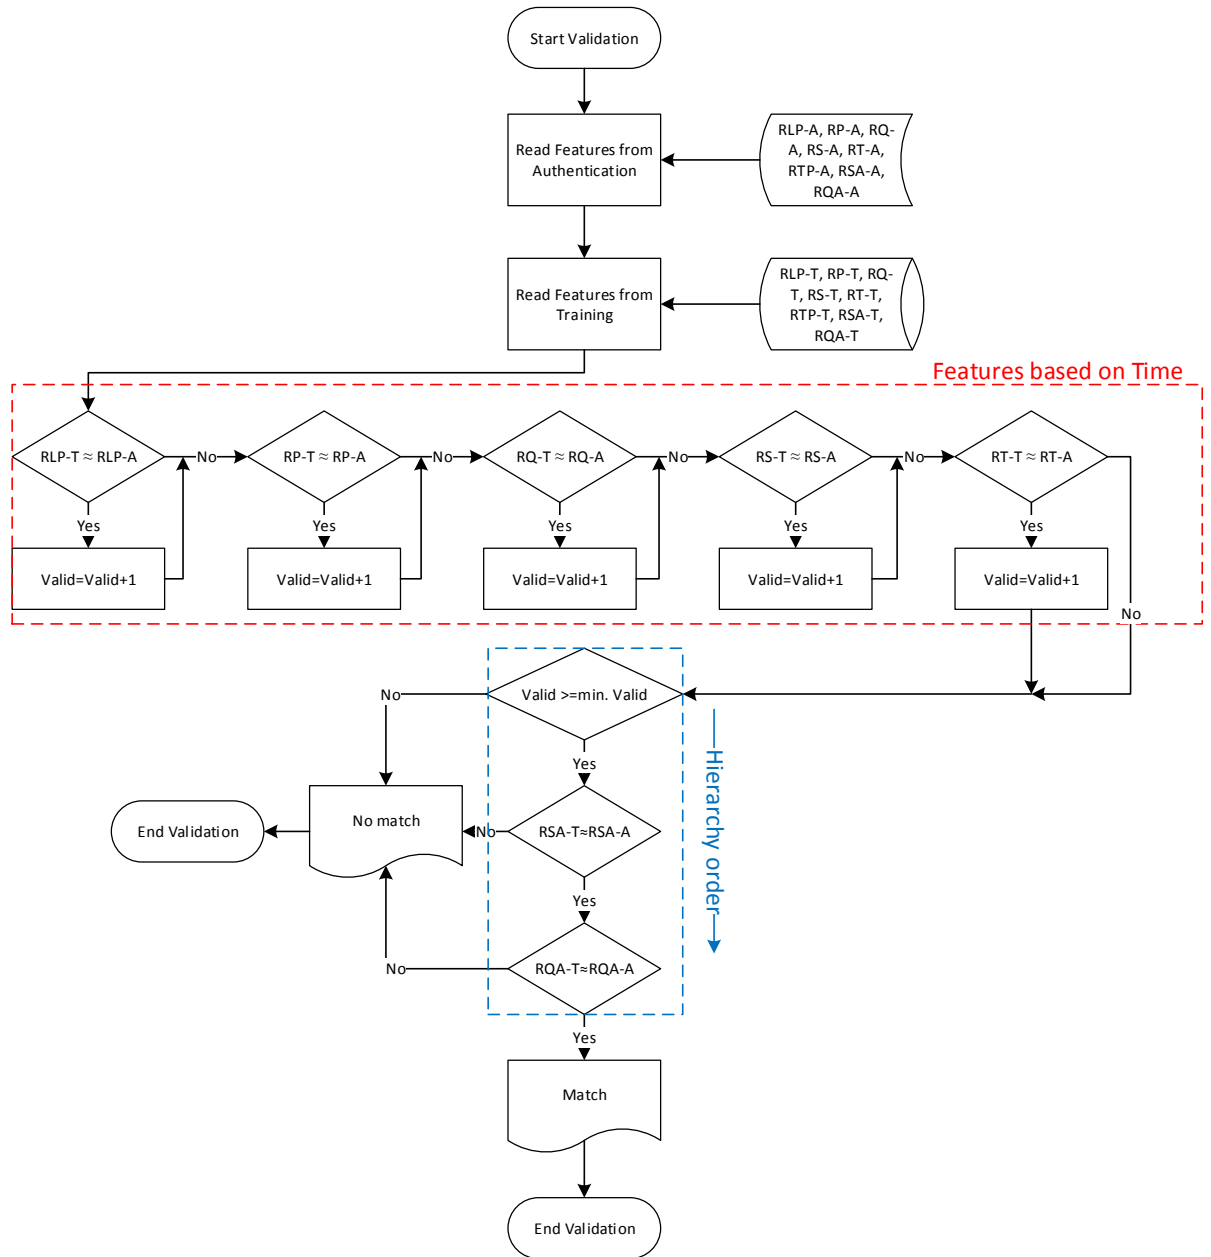 Start Validation
Read Features from
Authentication
RLP-A, RP-A, RQ-
A, RS-A, RT-A,
RTP-A, RSA-A,
RQA-A
Read Features from
Training
RLP-T, RP-T, RQ-
T, RS-T, RT-T,
RTP-T, RSA-T,
RQA-T
Features based on Time
RLP-T ≈ RLP-A
No
RP-T ≈ RP-A
No
RQ-T ≈ RQ-A
No
RS-T ≈ RS-A
No
RT-T ≈ RT-A
Yes
Yes
Yes
Yes
Yes
Valid=Valid+1
Valid=Valid+1
Valid=Valid+1
Valid=Valid+1
Valid=Valid+1
No
No
Valid >=min. Valid
Yes
Hierarchy order
End Validation
No match
No
RSA-T≈RSA-A
Yes
No
RQA-T≈RQA-A
Yes
Match
End Validation